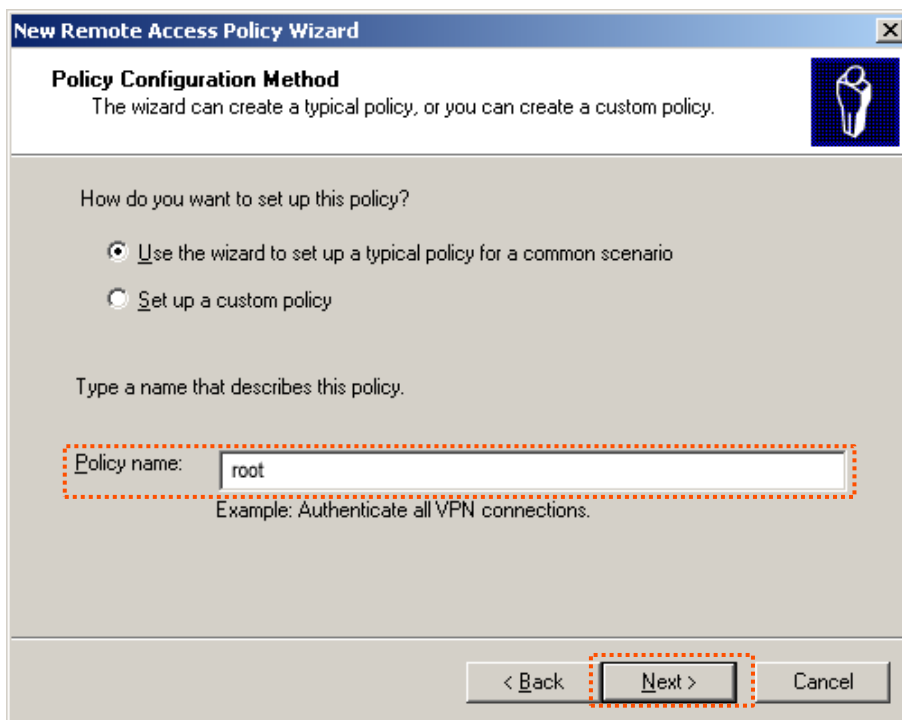 New Remote Access Policy Wizard
Policy Configuration Method
The wizard can create a typical policy, or you can create a custom policy.
How do you want to set up this policy?
Use the wizard to set up a typical policy for a common scenario
Set up a custom policy
Type a name that describes this policy.
Policy name: root
Example: Authenticate all VPN connections.
< Back Next > Cancel